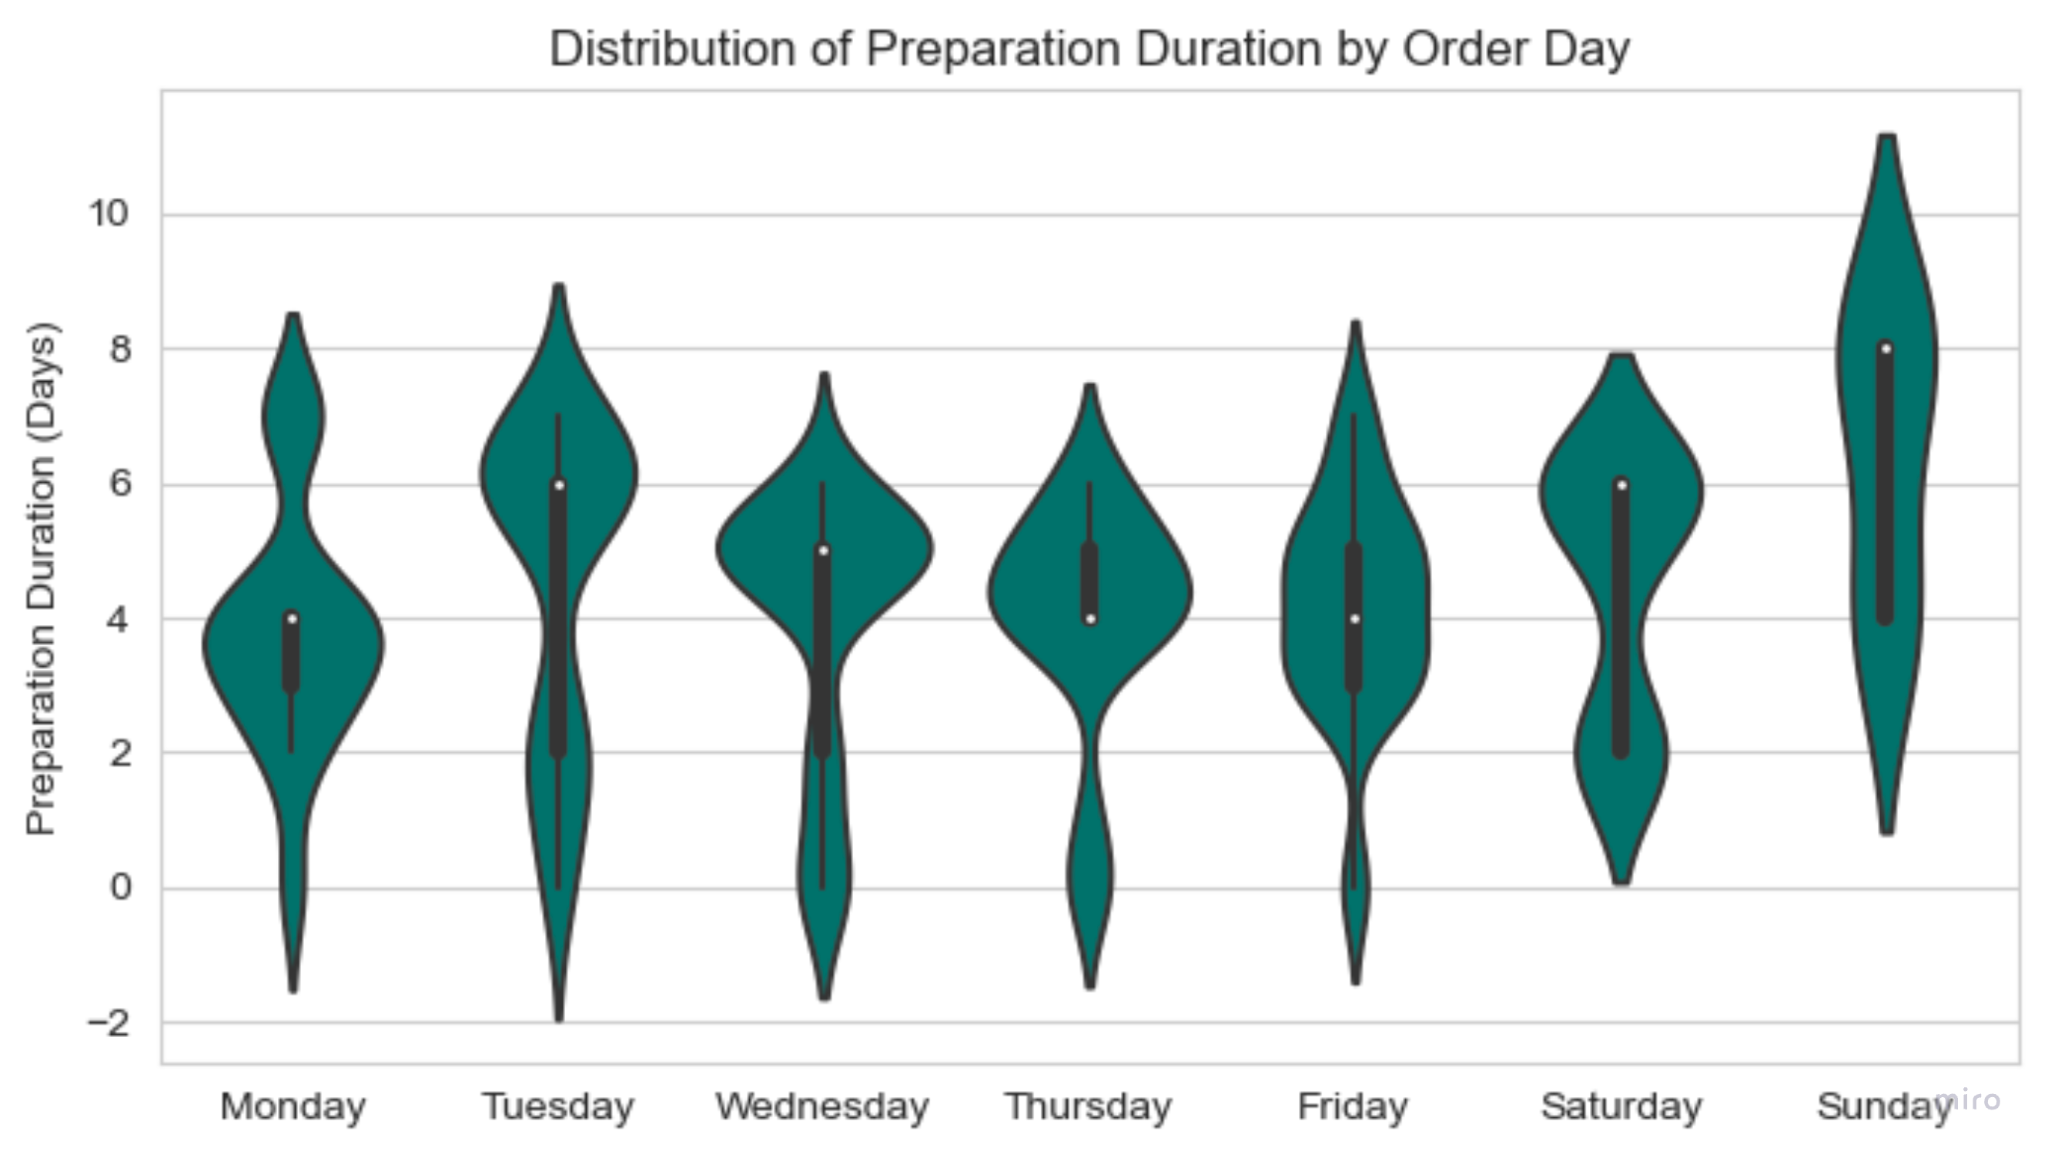 Distribution of Preparation Duration by Order Day
Preparation Duration (Days)
10
8
6
4
2
0
−2
Monday Tuesday Wednesday Thursday Friday Saturday Sunday
miro